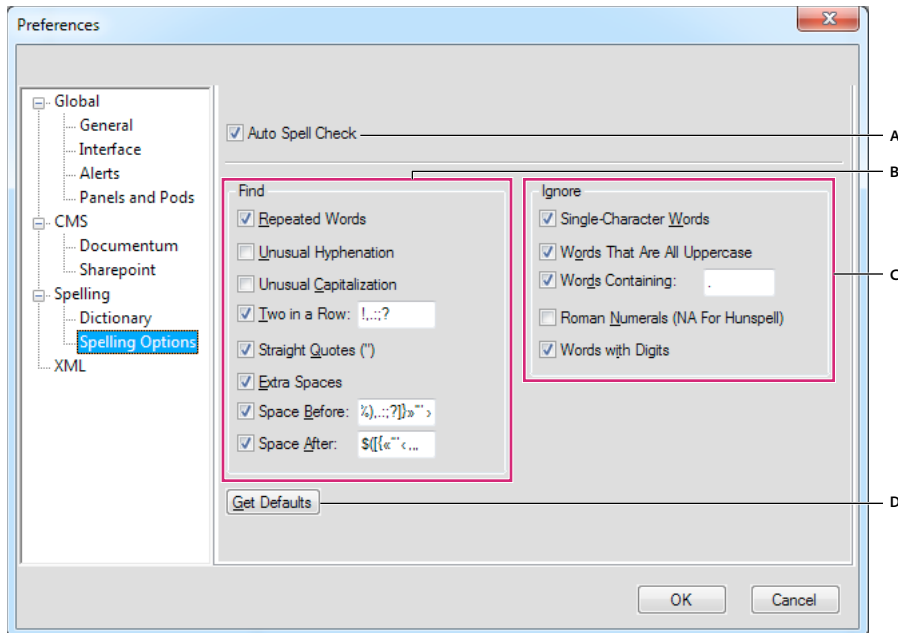 Preferences
x
Global
General
Interface
Alerts
Panels and Pods
CMS
Documentum
Sharepoint
Spelling
Dictionary
Spelling Options
XML
Auto Spell Check
A
B
Find
Repeated Words
Unusual Hyphenation
Unusual Capitalization
Two in a Row: !,.:;?
Straight Quotes (")
Extra Spaces
Space Before: %),.:;?]}»”’›
Space After: $([{«“‘‹„‚
Ignore
Single-Character Words
Words That Are All Uppercase
Words Containing: .
C
Roman Numerals (NA For Hunspell)
Words with Digits
Get Defaults
D
OK
Cancel